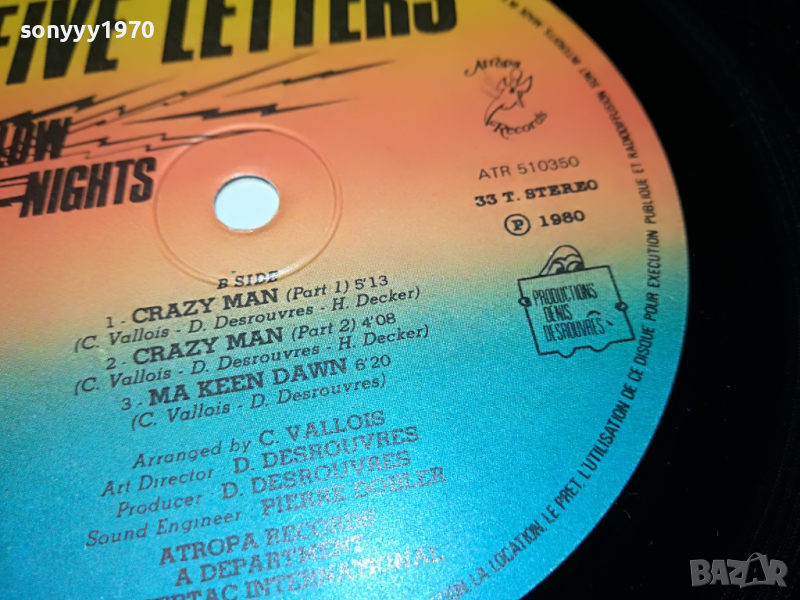 sonyyy1970
FIVE LETTERS
NIGHTS
Atropa
Records
ATR 510350
33 T. STEREO
Ⓟ 1980
B SIDE
1 - CRAZY MAN (Part 1) 5'13
(C. Vallois - D. Desrouvres - H. Decker)
2 - CRAZY MAN (Part 2) 4'08
(C. Vallois - D. Desrouvres - H. Decker)
3 - MA KEEN DAWN 6'20
(C. Vallois - D. Desrouvres)
PRODUCTIONS
DENIS
DESROUVRES
Arranged by C. VALLOIS
Art Director D. DESROUVRES
Producer D. DESROUVRES
Sound Engineer PIERRE DOBLER
ATROPA RECORDS
A DEPARTMENT
INTERNATIONAL
LA LOCATION, LE PRET, L'UTILISATION DE CE DISQUE POUR EXECUTION PUBLIQUE ET RADIODIFFUSION SONT INTERDITS.
BAZAR